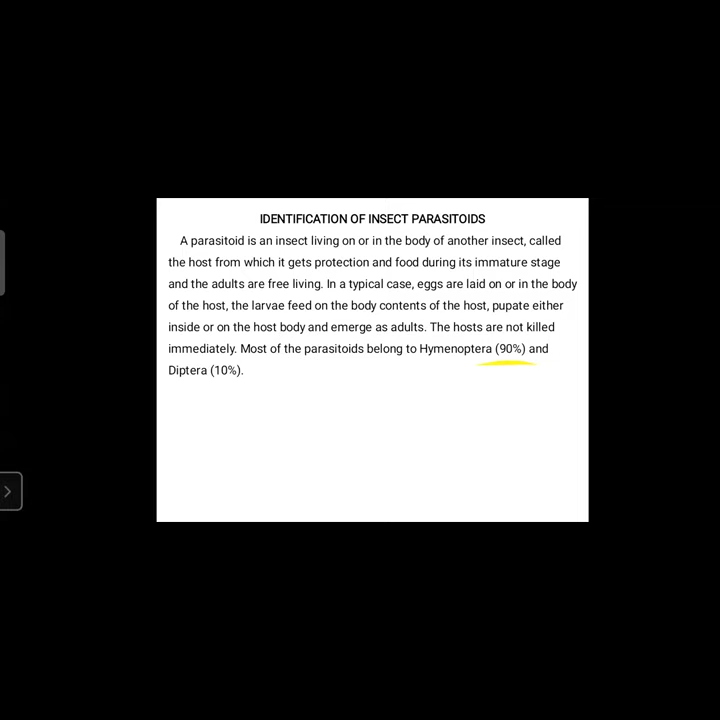 IDENTIFICATION OF INSECT PARASITOIDS
A parasitoid is an insect living on or in the body of another insect, called
the host from which it gets protection and food during its immature stage
and the adults are free living. In a typical case, eggs are laid on or in the body
of the host, the larvae feed on the body contents of the host, pupate either
inside or on the host body and emerge as adults. The hosts are not killed
immediately. Most of the parasitoids belong to Hymenoptera (90%) and
Diptera (10%).